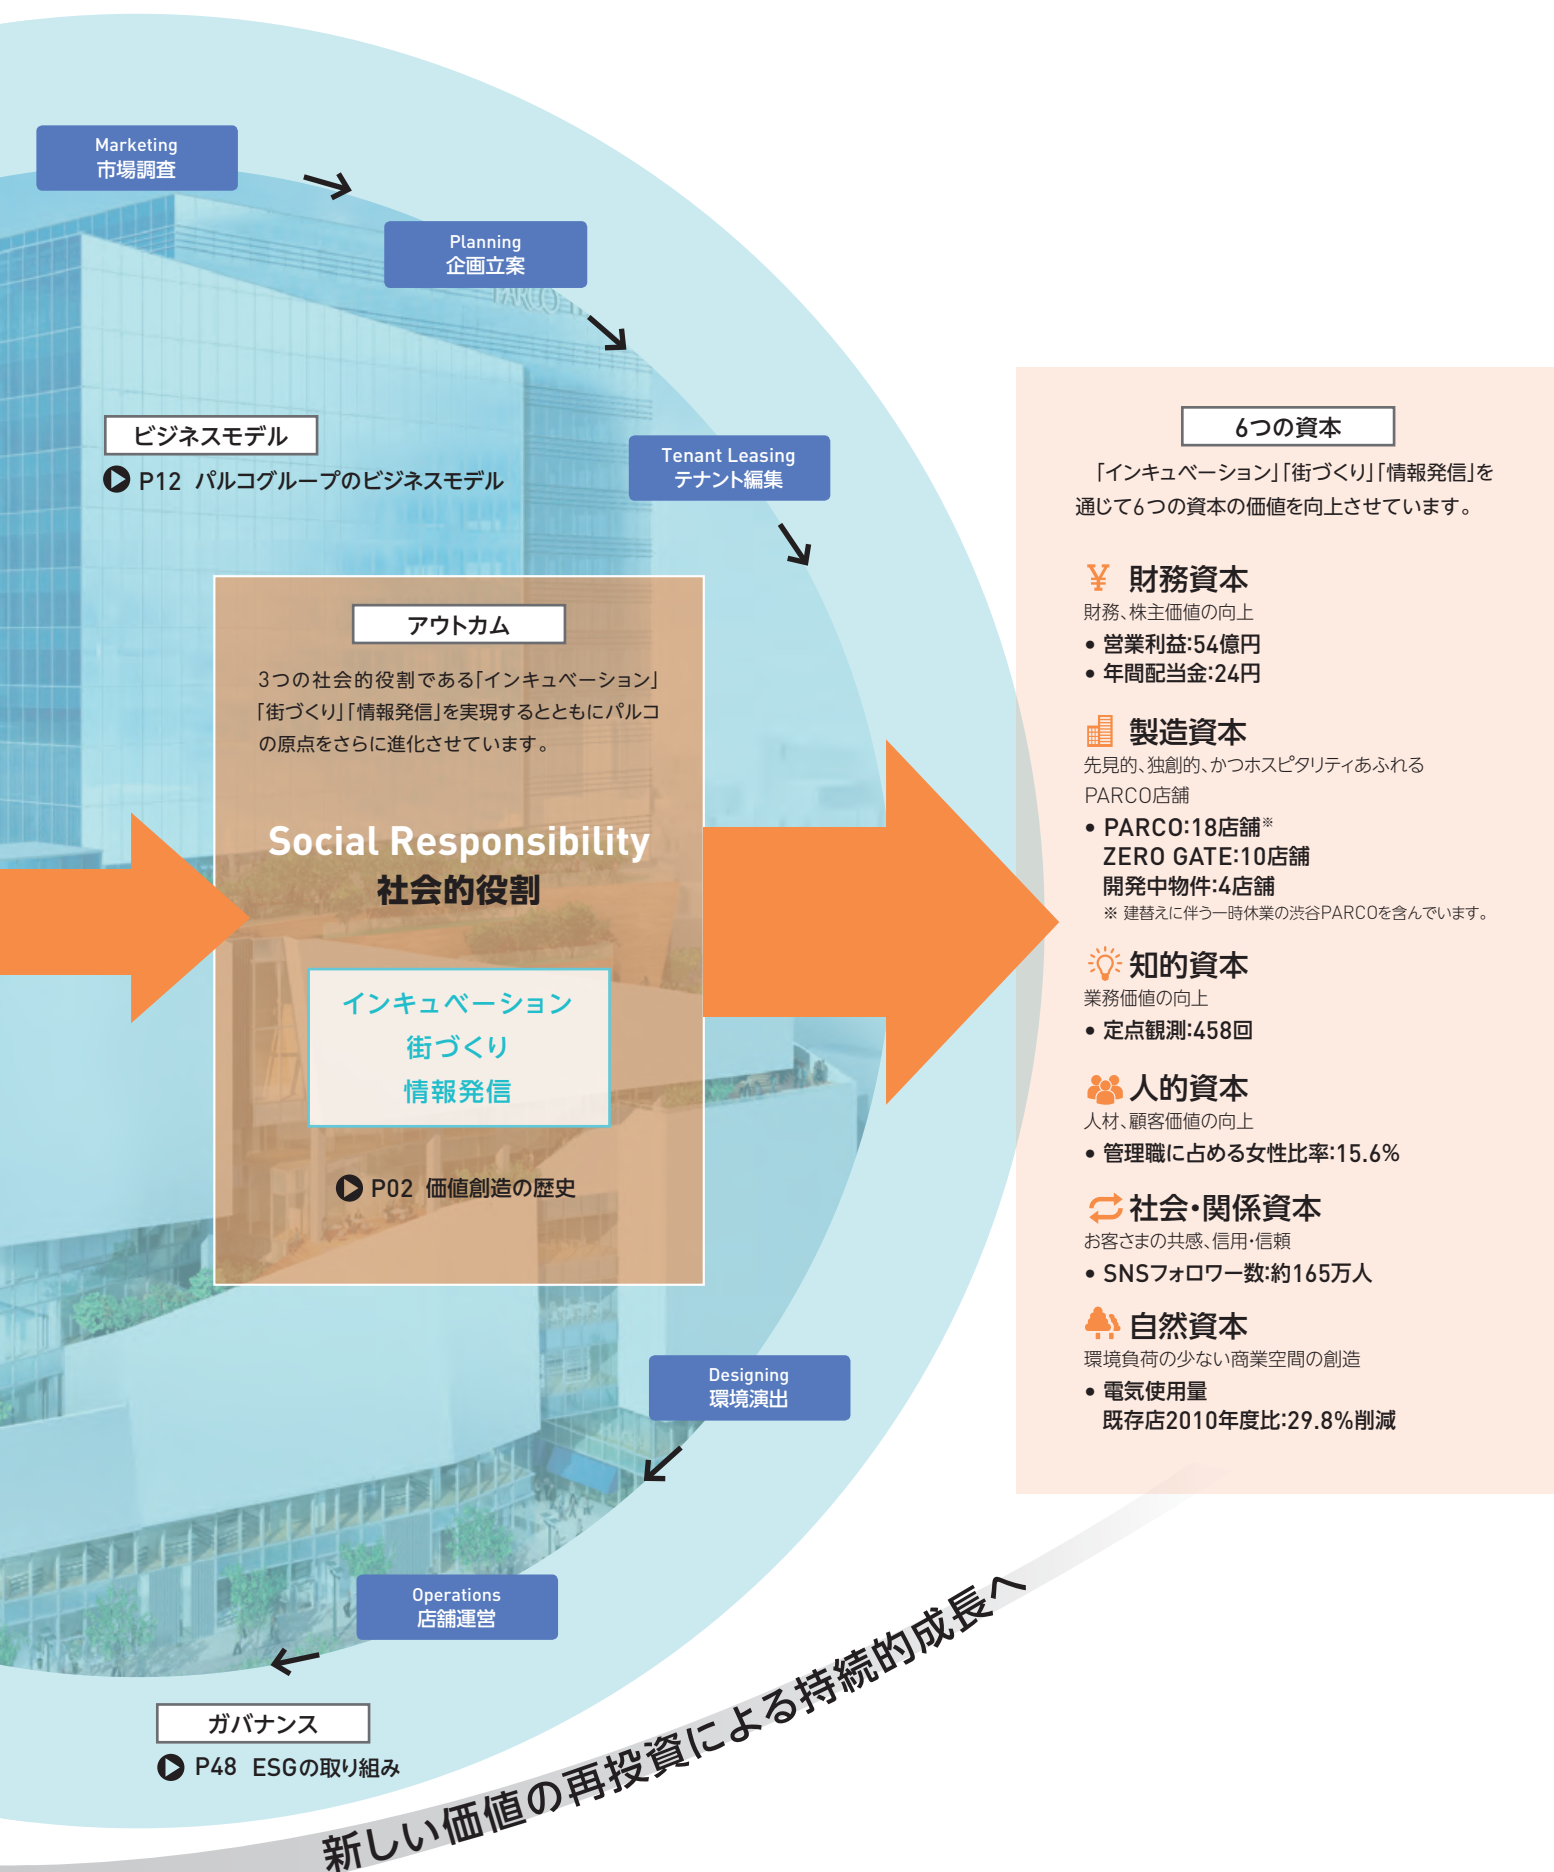 Marketing
市場調査
Planning
企画立案
PARCO
Tenant Leasing
テナント編集
ビジネスモデル
P12 パルコグループのビジネスモデル
アウトカム
3つの社会的役割である「インキュベーション」
「街づくり」「情報発信」を実現するとともにパルコ
の原点をさらに進化させています。
Social Responsibility
社会的役割
インキュベーション
街づくり
情報発信
P02 価値創造の歴史
Designing
環境演出
Operations
店舗運営
ガバナンス
P48 ESGの取り組み
6つの資本
「インキュベーション」「街づくり」「情報発信」を
通じて6つの資本の価値を向上させています。
¥ 財務資本
財務、株主価値の向上
• 営業利益:54億円
• 年間配当金:24円
製造資本
先見的、独創的、かつホスピタリティあふれる
PARCO店舗
• PARCO:18店舗※
ZERO GATE:10店舗
開発中物件:4店舗
※ 建替えに伴う一時休業の渋谷PARCOを含んでいます。
知的資本
業務価値の向上
• 定点観測:458回
人的資本
人材、顧客価値の向上
• 管理職に占める女性比率:15.6%
社会・関係資本
お客さまの共感、信用・信頼
• SNSフォロワー数:約165万人
自然資本
環境負荷の少ない商業空間の創造
• 電気使用量
既存店2010年度比:29.8%削減
新しい価値の再投資による持続的成長へ